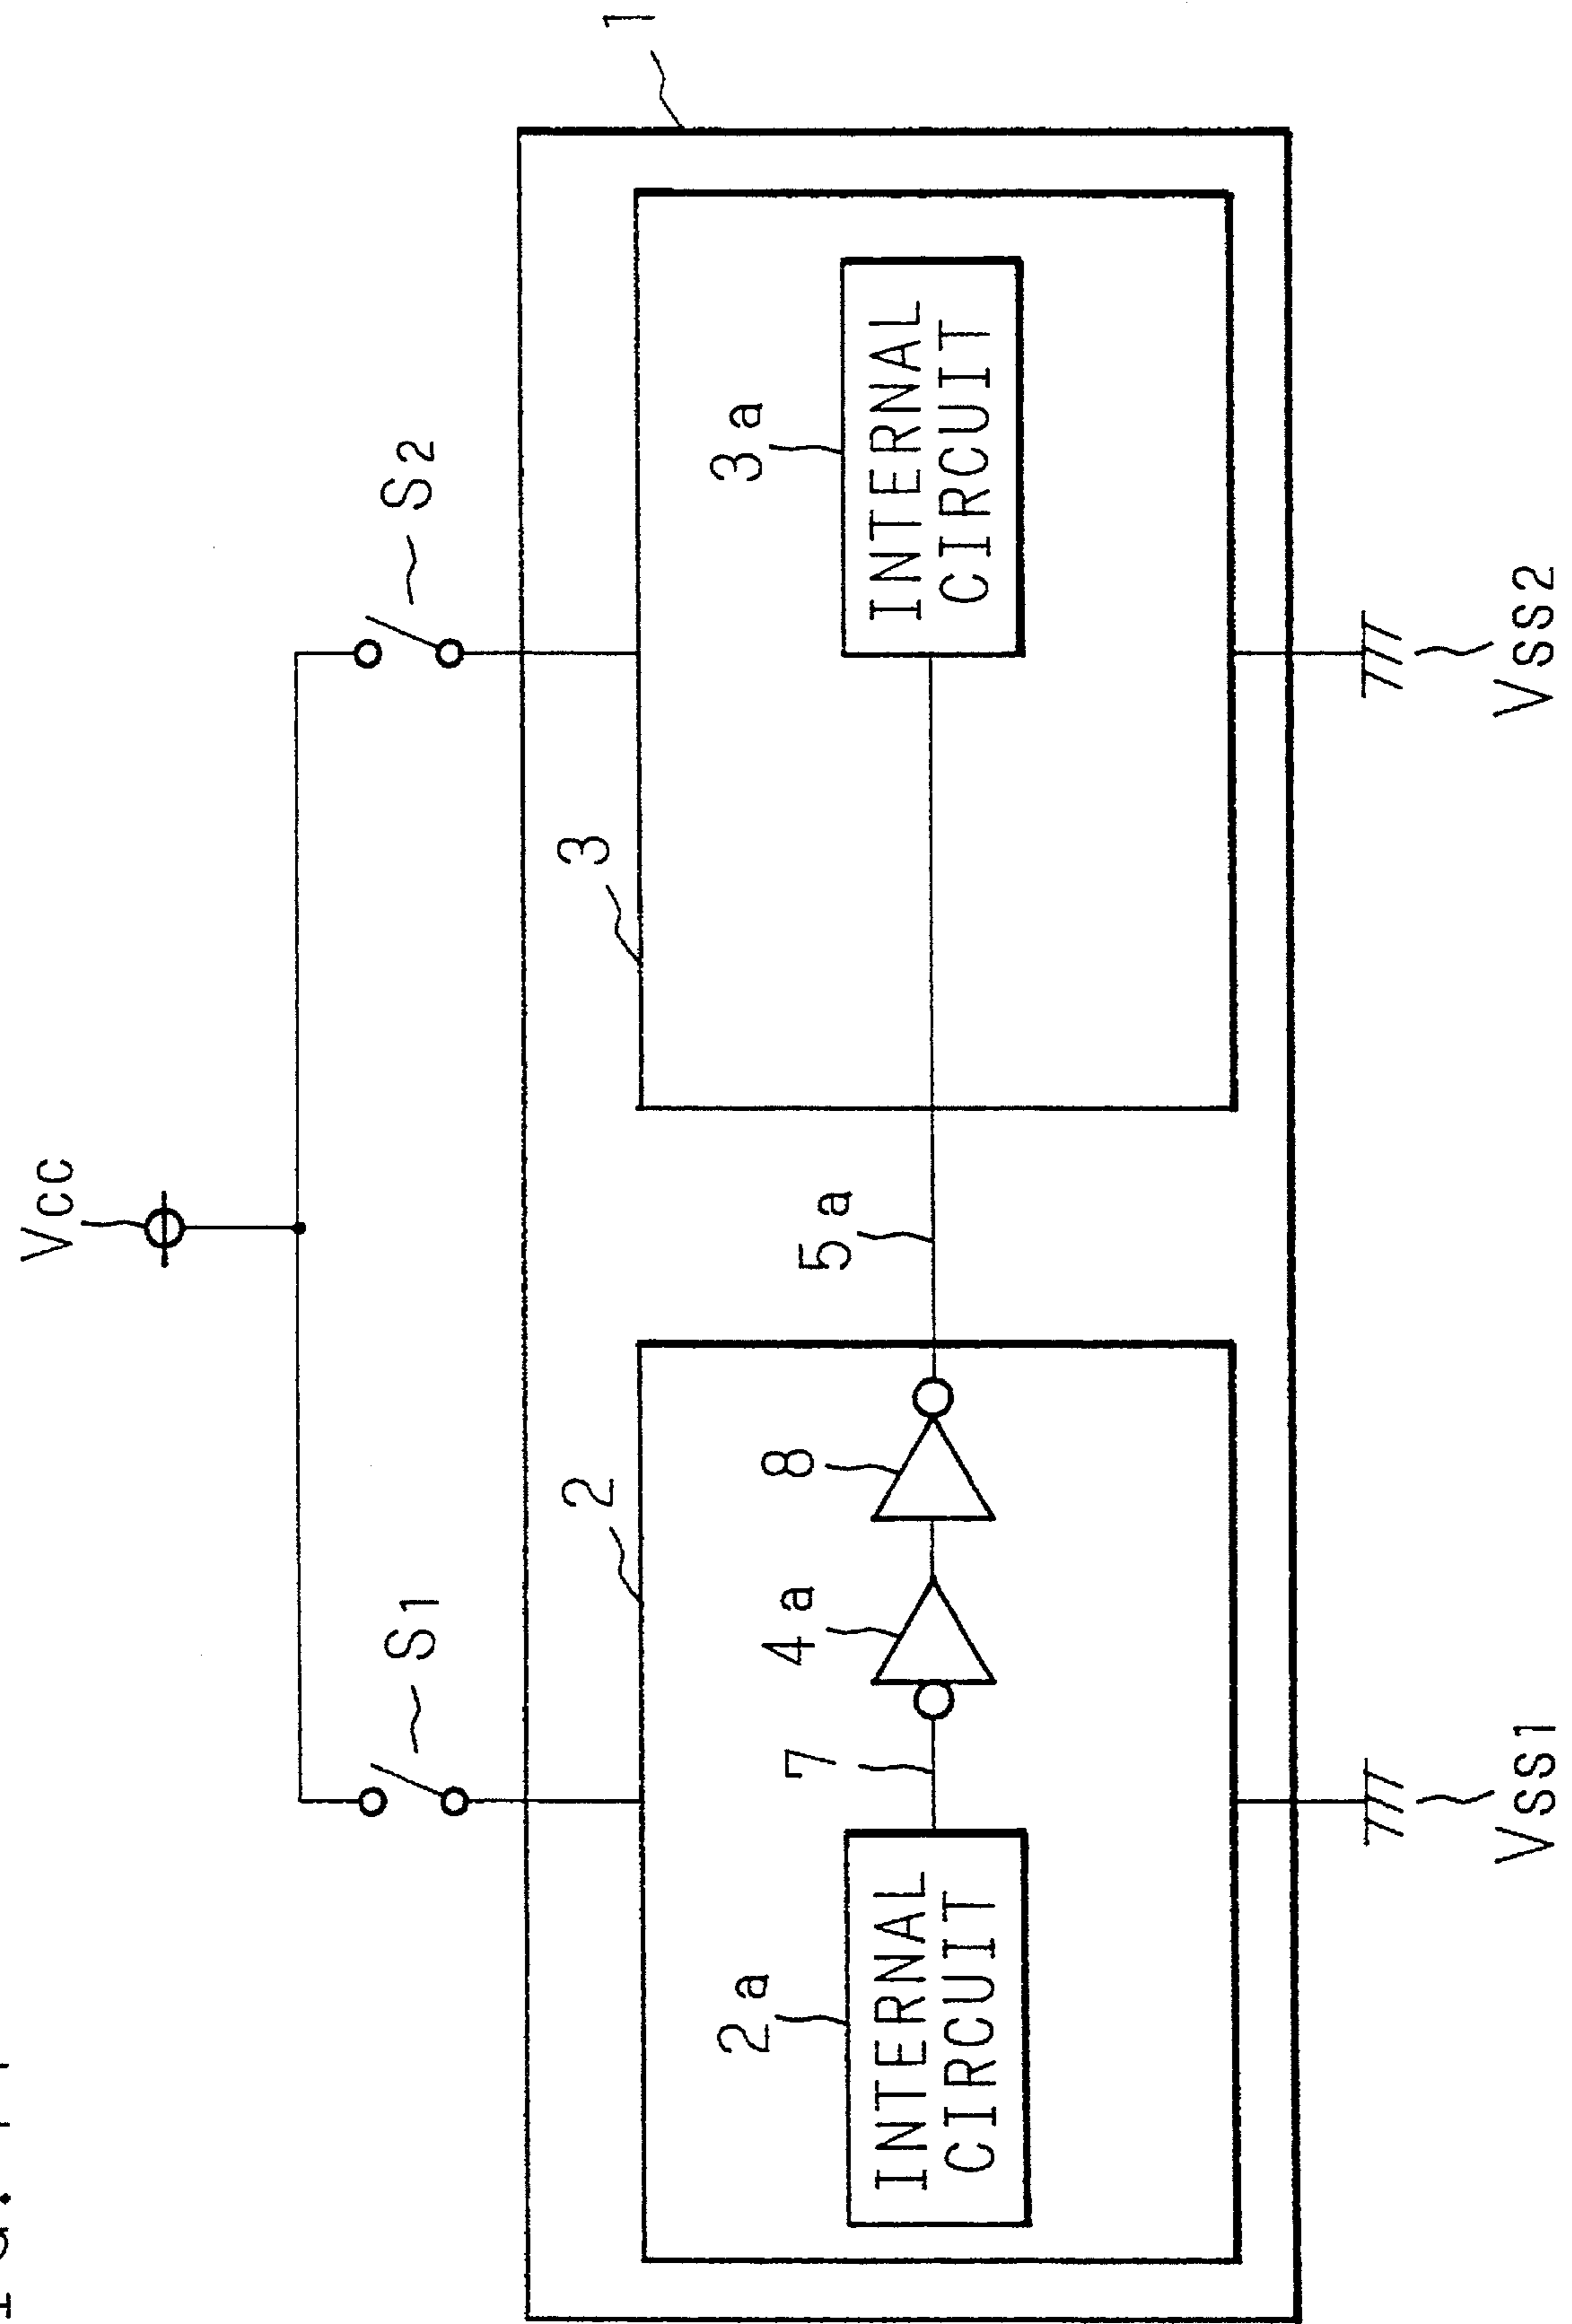 Vcc
S1
S2
1
2
3
2a
INTERNAL
CIRCUIT
7
4a
8
5a
3a
INTERNAL
CIRCUIT
Vss1
Vss2